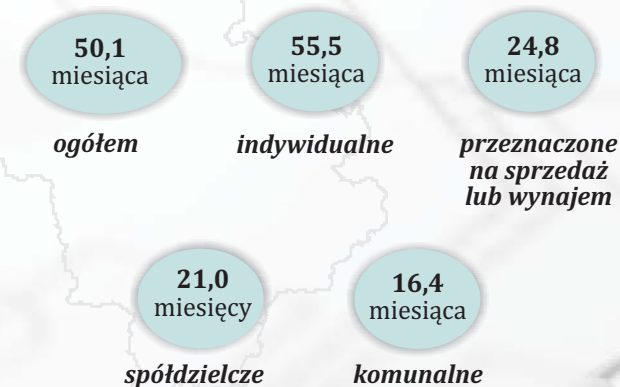 50,1
miesiąca
ogółem
55,5
miesiąca
indywidualne
24,8
miesiąca
przeznaczone
na sprzedaż
lub wynajem
21,0
miesięcy
spółdzielcze
16,4
miesiąca
komunalne